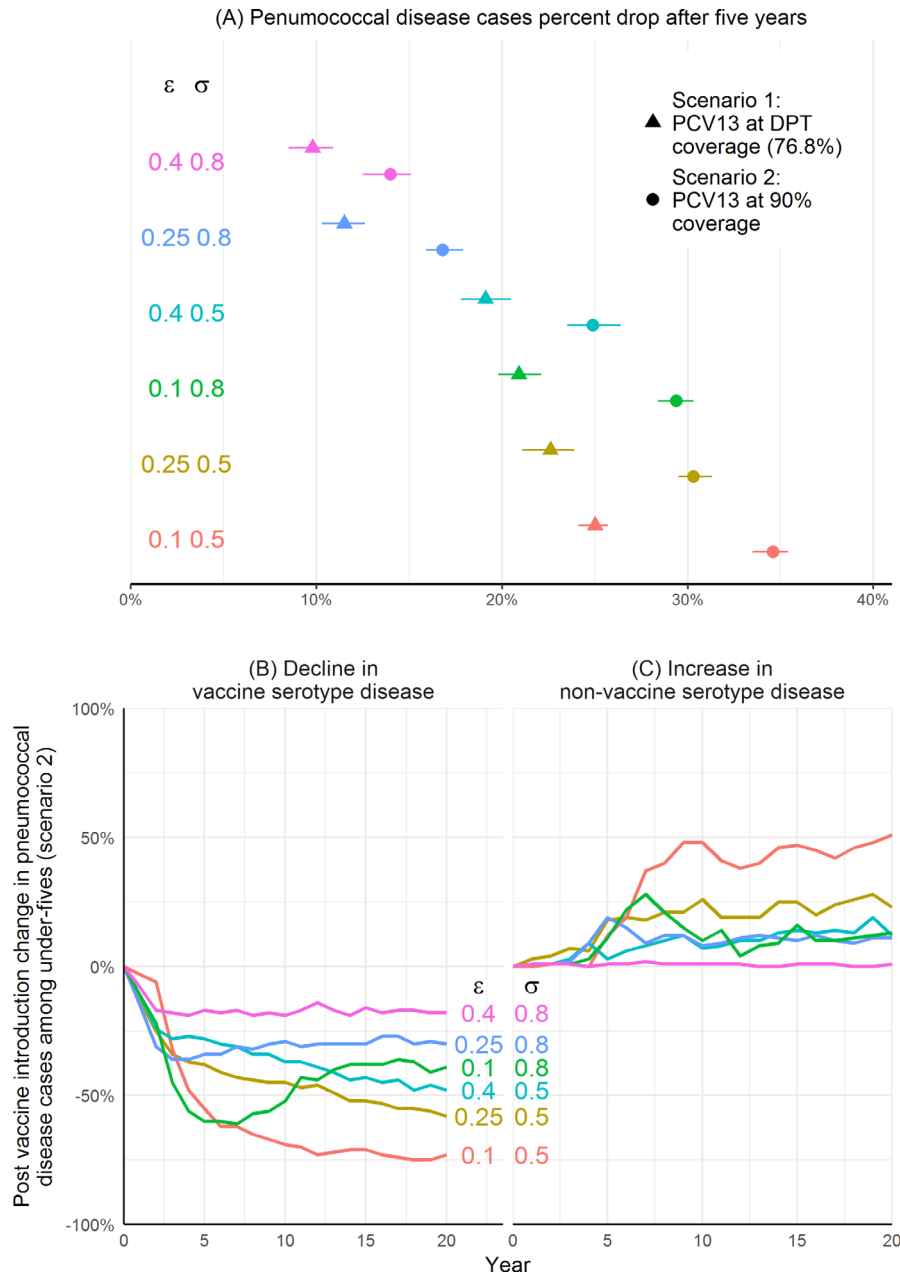 (A) Penumococcal disease cases percent drop after five years
ε σ
Scenario 1:
PCV13 at DPT
coverage (76.8%)
Scenario 2:
PCV13 at 90%
coverage
0.4 0.8
0.25 0.8
0.4 0.5
0.1 0.8
0.25 0.5
0.1 0.5
0% 10% 20% 30% 40%
(B) Decline in
vaccine serotype disease
(C) Increase in
non-vaccine serotype disease
Post vaccine introduction change in pneumococcal
disease cases among under-fives (scenario 2)
100%
50%
0%
-50%
-100%
ε σ
0.4 0.8
0.25 0.8
0.1 0.8
0.4 0.5
0.25 0.5
0.1 0.5
0 5 10 15 20
0 5 10 15 20
Year